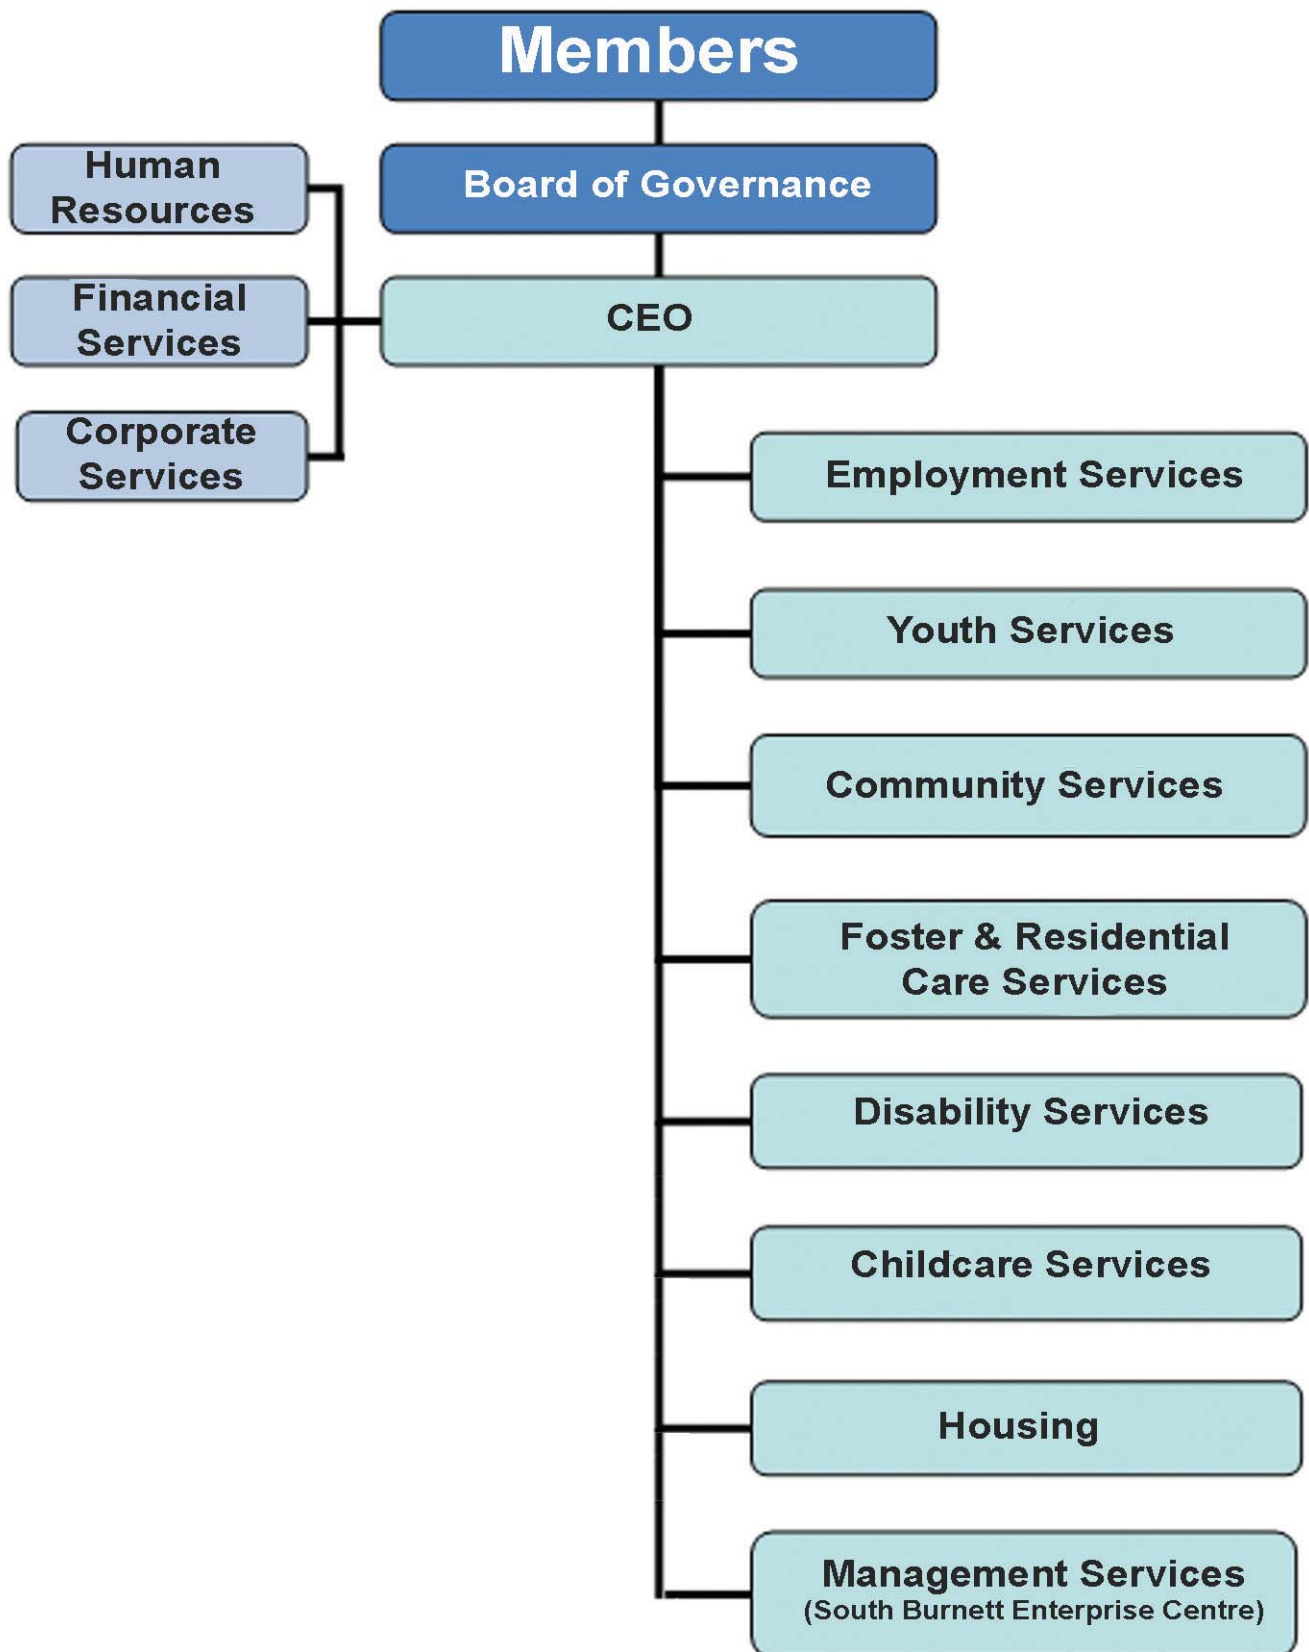 Members
Human
Resources
Board of Governance
Financial
Services
CEO
Corporate
Services
Employment Services
Youth Services
Community Services
Foster & Residential
Care Services
Disability Services
Childcare Services
Housing
Management Services
(South Burnett Enterprise Centre)